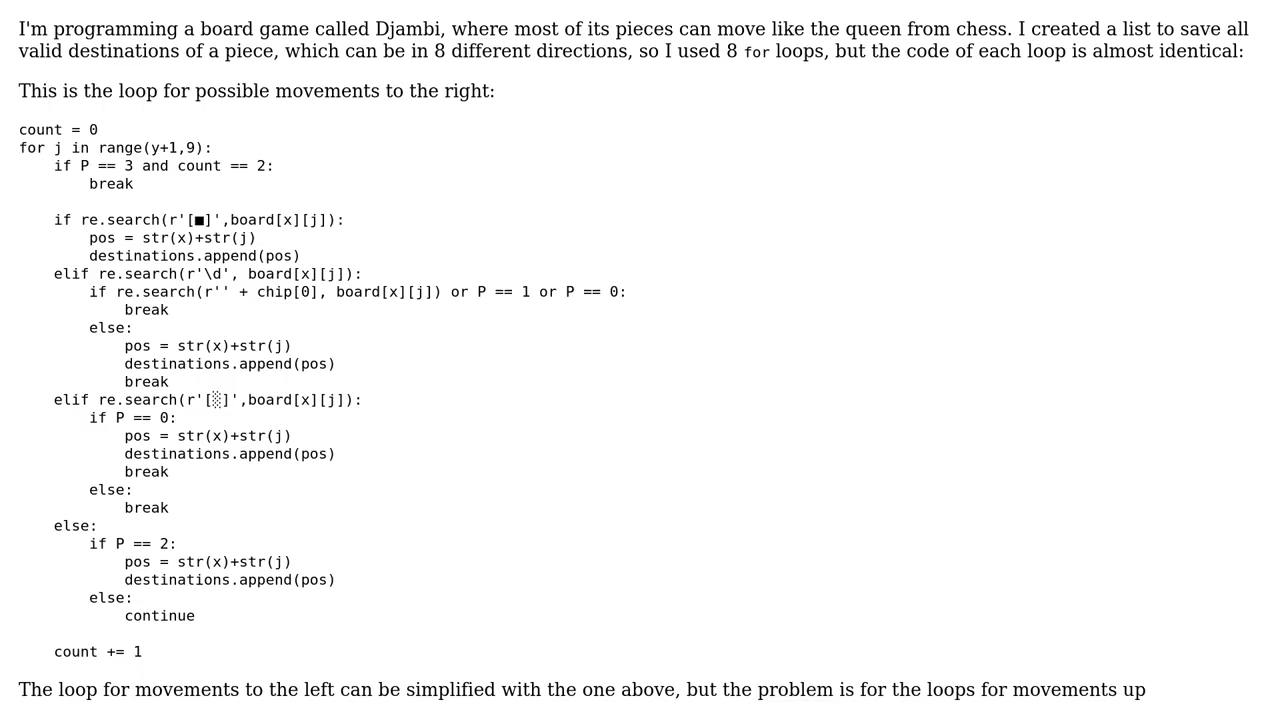 I'm programming a board game called Djambi, where most of its pieces can move like the queen from chess. I created a list to save all
valid destinations of a piece, which can be in 8 different directions, so I used 8 for loops, but the code of each loop is almost identical:
This is the loop for possible movements to the right:
count = 0
for j in range(y+1,9):
    if P == 3 and count == 2:
        break
    if re.search(r'[■]',board[x][j]):
        pos = str(x)+str(j)
        destinations.append(pos)
    elif re.search(r'\d', board[x][j]):
        if re.search(r'' + chip[0], board[x][j]) or P == 1 or P == 0:
            break
        else:
            pos = str(x)+str(j)
            destinations.append(pos)
            break
    elif re.search(r'[░]',board[x][j]):
        if P == 0:
            pos = str(x)+str(j)
            destinations.append(pos)
            break
        else:
            break
    else:
        if P == 2:
            pos = str(x)+str(j)
            destinations.append(pos)
        else:
            continue
    count += 1
The loop for movements to the left can be simplified with the one above, but the problem is for the loops for movements up